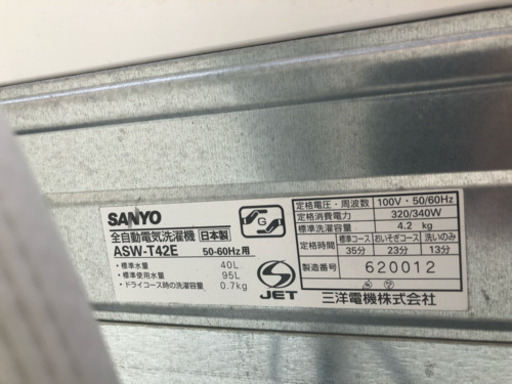 SANYO
全自動電気洗濯機 日本製
ASW-T42E 50-60Hz用
・標準水量 40L
・標準使用水量 95L
・ドライコース時の洗濯容量 0.7kg
G
JET
定格電圧・周波数 100V・50/60Hz
定格消費電力 320/340W
標準洗濯容量 4.2 kg
定格時間 標準コース おいそぎコース 洗いのみ
35分 23分 13分
製造番号 620012
三洋電機株式会社